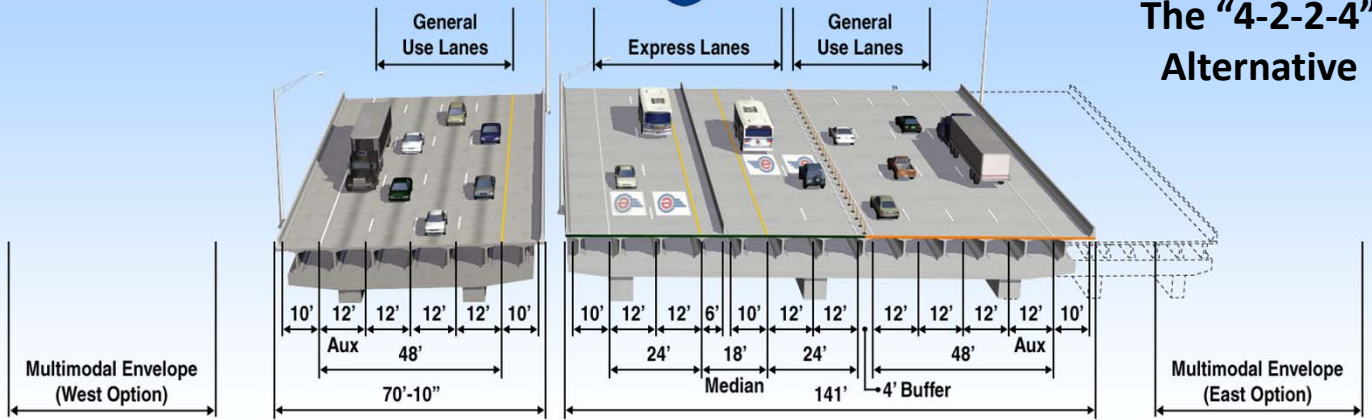 The “4-2-2-4”
Alternative
General
Use Lanes
Express Lanes
General
Use Lanes
10’ 12’ 12’ 12’ 12’ 10’
Aux
48’
70’-10”
10’ 12’ 12’ 6’ 10’ 12’ 12’ 12’ 12’ 12’ 12’ 10’
Aux
24’ 18’ 24’ 48’
Median
141’
4’ Buffer
Multimodal Envelope
(West Option)
Multimodal Envelope
(East Option)